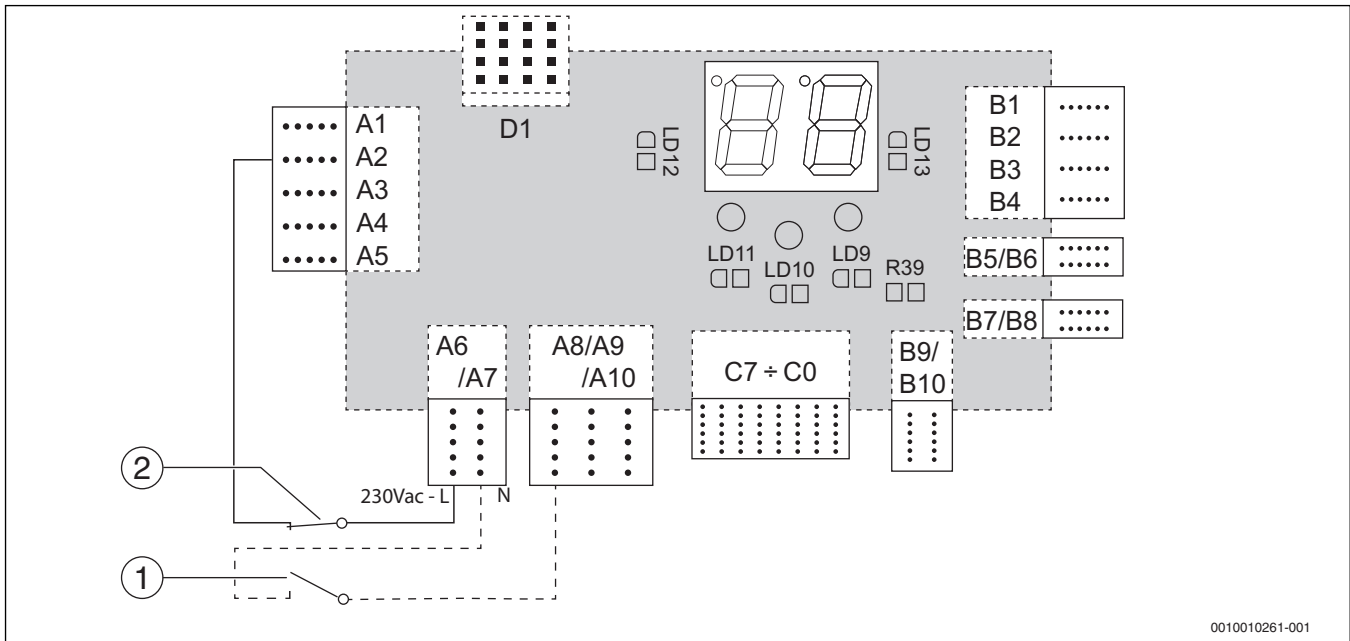 D1
A1
A2
A3
A4
A5
LD12
LD13
B1
B2
B3
B4
LD11
LD10
LD9
R39
B5/B6
B7/B8
A6
/A7
A8/A9
/A10
C7 ÷ C0
B9/
B10
2
230Vac - L
N
1
0010010261-001